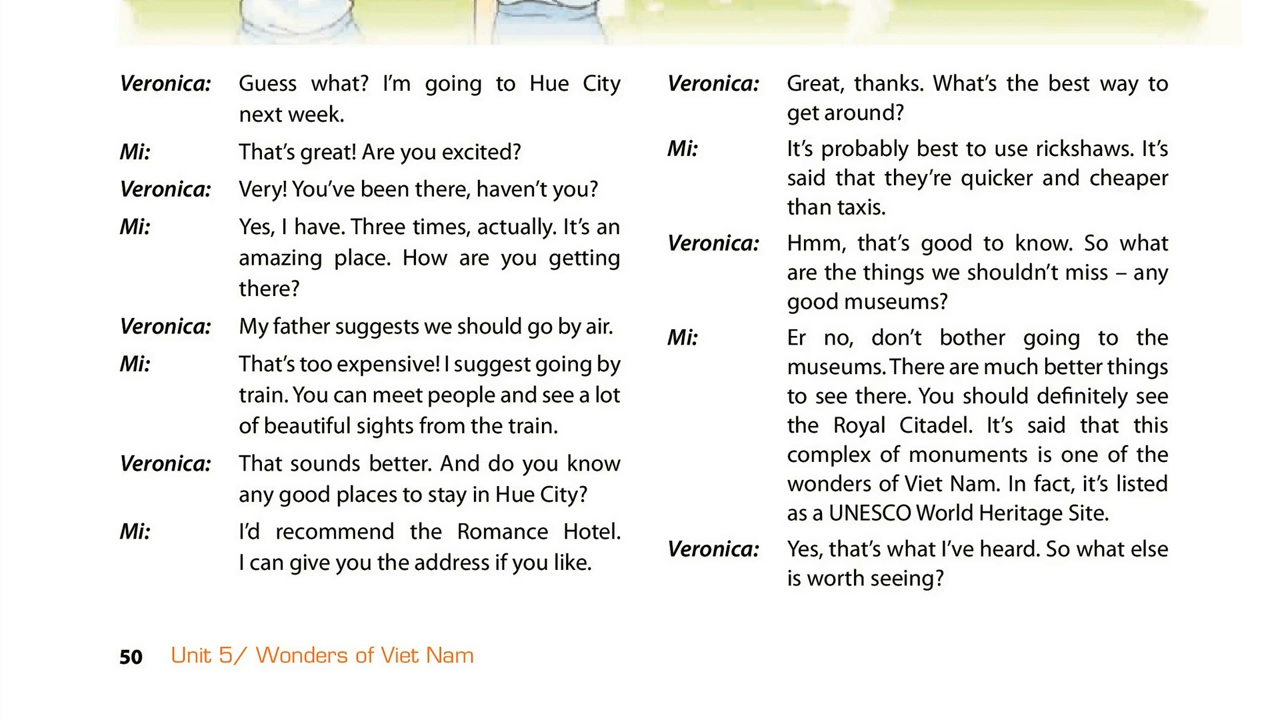 Veronica: Guess what? I'm going to Hue City
next week.
Mi: That's great! Are you excited?
Veronica: Very! You've been there, haven't you?
Mi: Yes, I have. Three times, actually. It's an
amazing place. How are you getting
there?
Veronica: My father suggests we should go by air.
Mi: That's too expensive! I suggest going by
train. You can meet people and see a lot
of beautiful sights from the train.
Veronica: That sounds better. And do you know
any good places to stay in Hue City?
Mi: I'd recommend the Romance Hotel.
I can give you the address if you like.
Veronica: Great, thanks. What's the best way to
get around?
Mi: It's probably best to use rickshaws. It's
said that they're quicker and cheaper
than taxis.
Veronica: Hmm, that's good to know. So what
are the things we shouldn't miss – any
good museums?
Mi: Er no, don't bother going to the
museums. There are much better things
to see there. You should definitely see
the Royal Citadel. It's said that this
complex of monuments is one of the
wonders of Viet Nam. In fact, it's listed
as a UNESCO World Heritage Site.
Veronica: Yes, that's what I've heard. So what else
is worth seeing?
50 Unit 5/ Wonders of Viet Nam